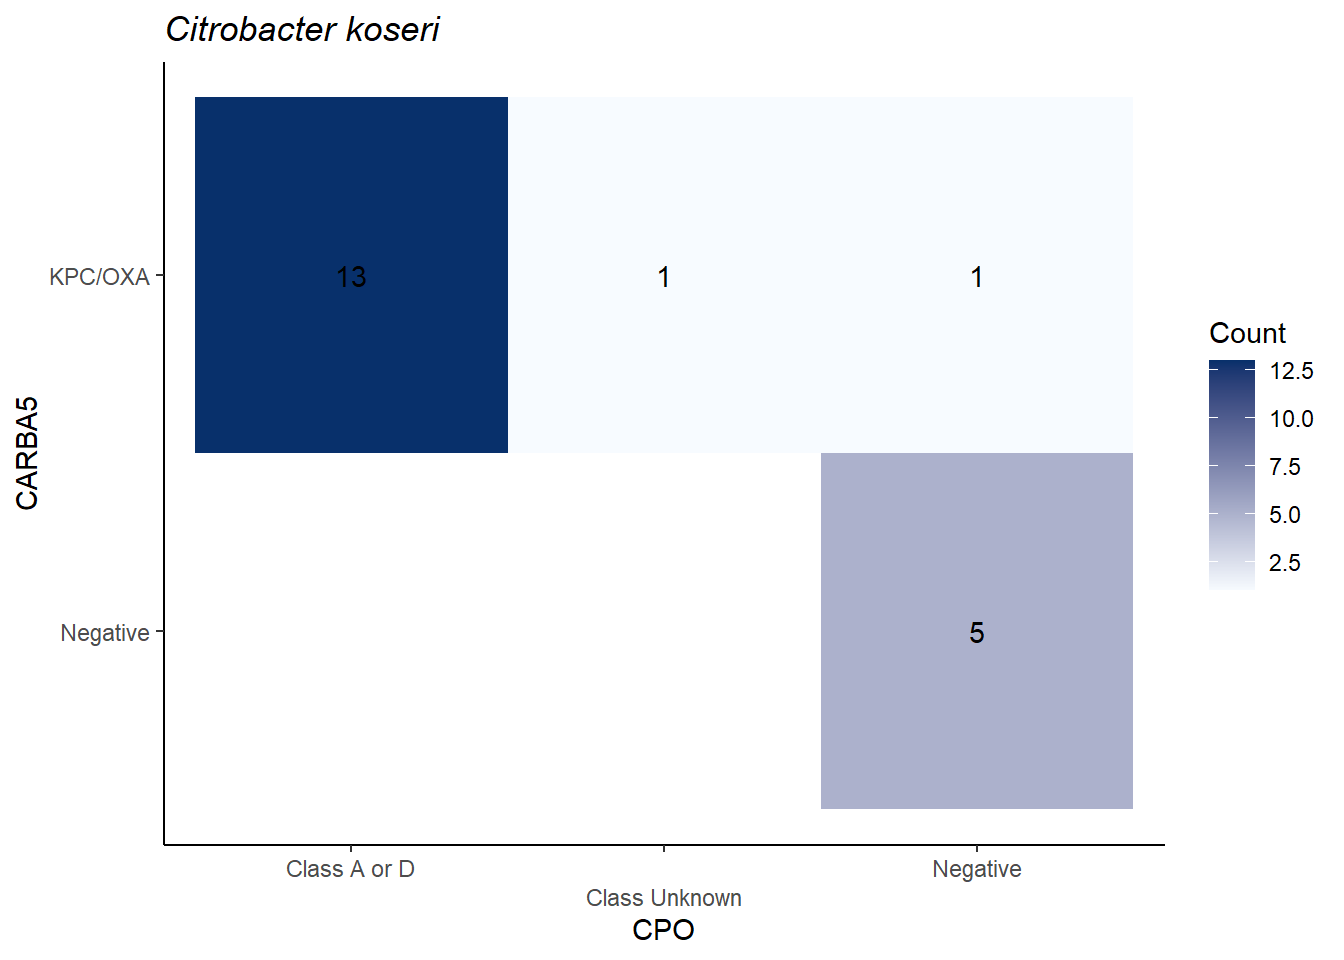 Citrobacter koseri
KPC/OXA
13
1
1
Negative
5
CARBA5
Class A or D
Class Unknown
Negative
CPO
Count
12.5
10.0
7.5
5.0
2.5